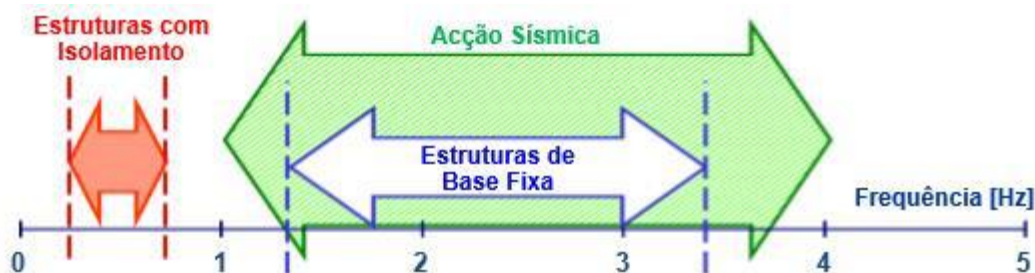 Estruturas com
Isolamento
Acção Sísmica
Estruturas de
Base Fixa
Frequência [Hz]
0 1 2 3 4 5